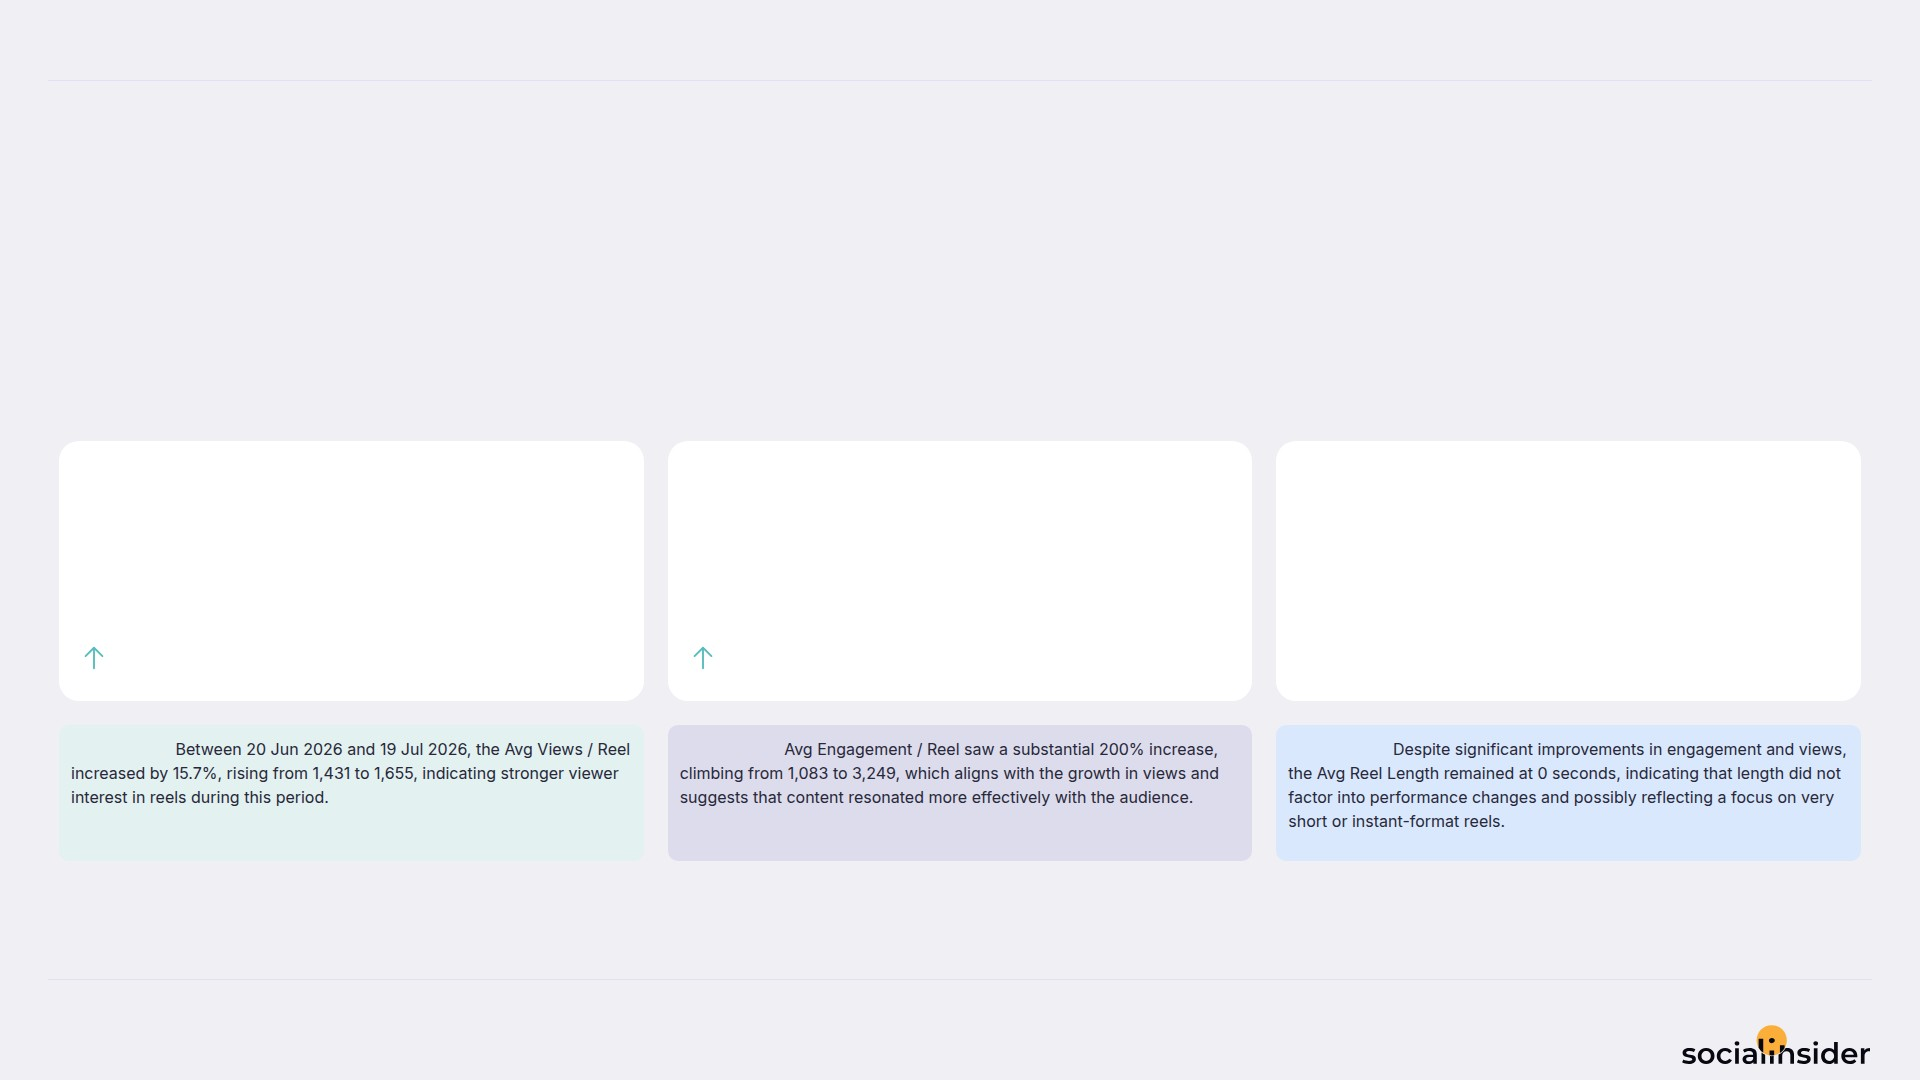 Between 20 Jun 2026 and 19 Jul 2026, the Avg Views / Reel
increased by 15.7%, rising from 1,431 to 1,655, indicating stronger viewer
interest in reels during this period.
Avg Engagement / Reel saw a substantial 200% increase,
climbing from 1,083 to 3,249, which aligns with the growth in views and
suggests that content resonated more effectively with the audience.
Despite significant improvements in engagement and views,
the Avg Reel Length remained at 0 seconds, indicating that length did not
factor into performance changes and possibly reflecting a focus on very
short or instant-format reels.
socialinsider